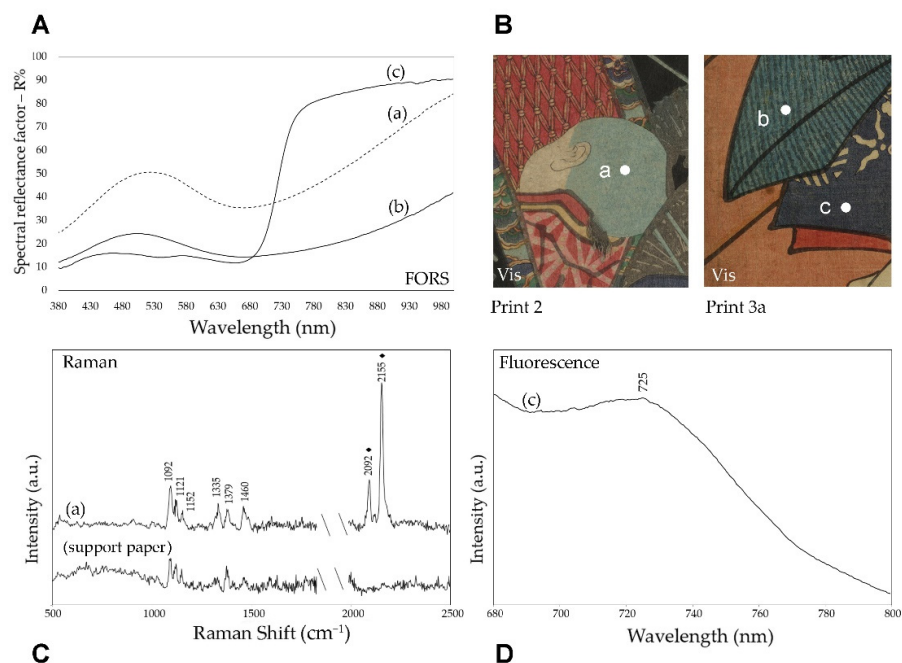 A
B
Spectral reflectance factor – R%
100
90
80
70
60
50
40
30
20
10
0
(c)
(a)
(b)
FORS
380 430 480 530 580 630 680 730 780 830 880 930 980
Wavelength (nm)
a
Vis
b
c
Vis
Print 2
Print 3a
Raman
Intensity (a.u.)
1092
1121
1152
1335
1379
1460
2092 ♦
2155 ♦
(a)
(support paper)
500 1000 1500 2000 2500
Raman Shift (cm⁻¹)
Fluorescence
Intensity (a.u.)
(c)
725
680 700 720 740 760 780 800
Wavelength (nm)
C
D